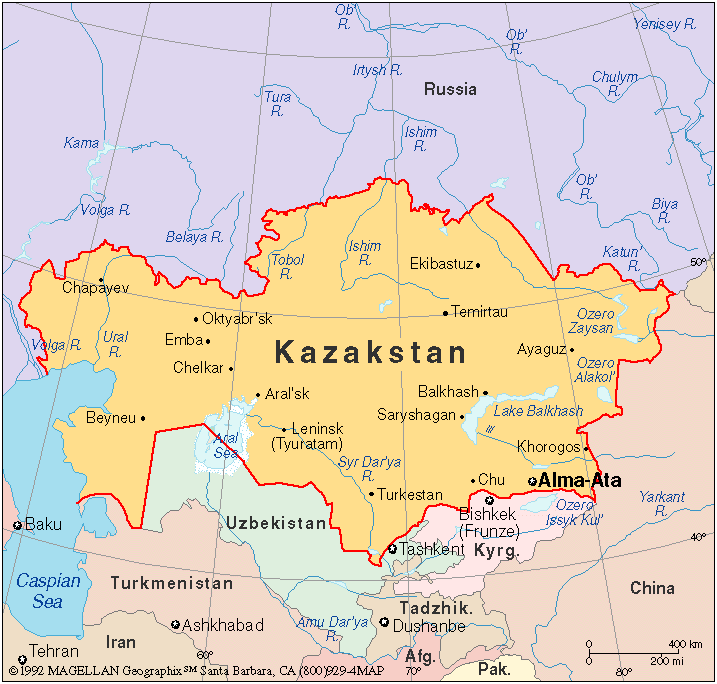 Ob'
R.
Yenisey R.
Ob'
R.
Irtysh R.
Chulym
R.
Russia
Tura
R.
Ishim
R.
Kama
Ob'
R.
Volga R.
Biya
R.
Belaya R.
Katun'
R.
Ishim
R.
Tobol
R.
Ekibastuz
50°
Chapayev
Oktyabr'sk
Temirtau
Ozero
Zaysan
Ural
R.
Volga R.
Emba
Kazakstan
Ayaguz
Chelkar
Ozero
Alakol'
Aral'sk
Balkhash
Beyneu
Saryshagan
Lake Balkhash
Leninsk
(Tyuratam)
Aral
Sea
Khorogos
Syr Dar'ya
R.
Chu
Alma-Ata
Turkestan
Yarkant
R.
Ozero
Issyk Kul'
Bishkek
(Frunze)
Baku
Uzbekistan
40°
Tashkent
Kyrg.
Caspian
Sea
Turkmenistan
China
Tadzhik.
Amu Dar'ya
R.
Ashkhabad
Dushanbe
Iran
0
400 km
Tehran
60°
Afg.
0
200 mi
©1992 MAGELLAN Geographix℠ Santa Barbara, CA (800)929-4MAP
70°
Pak.
80°